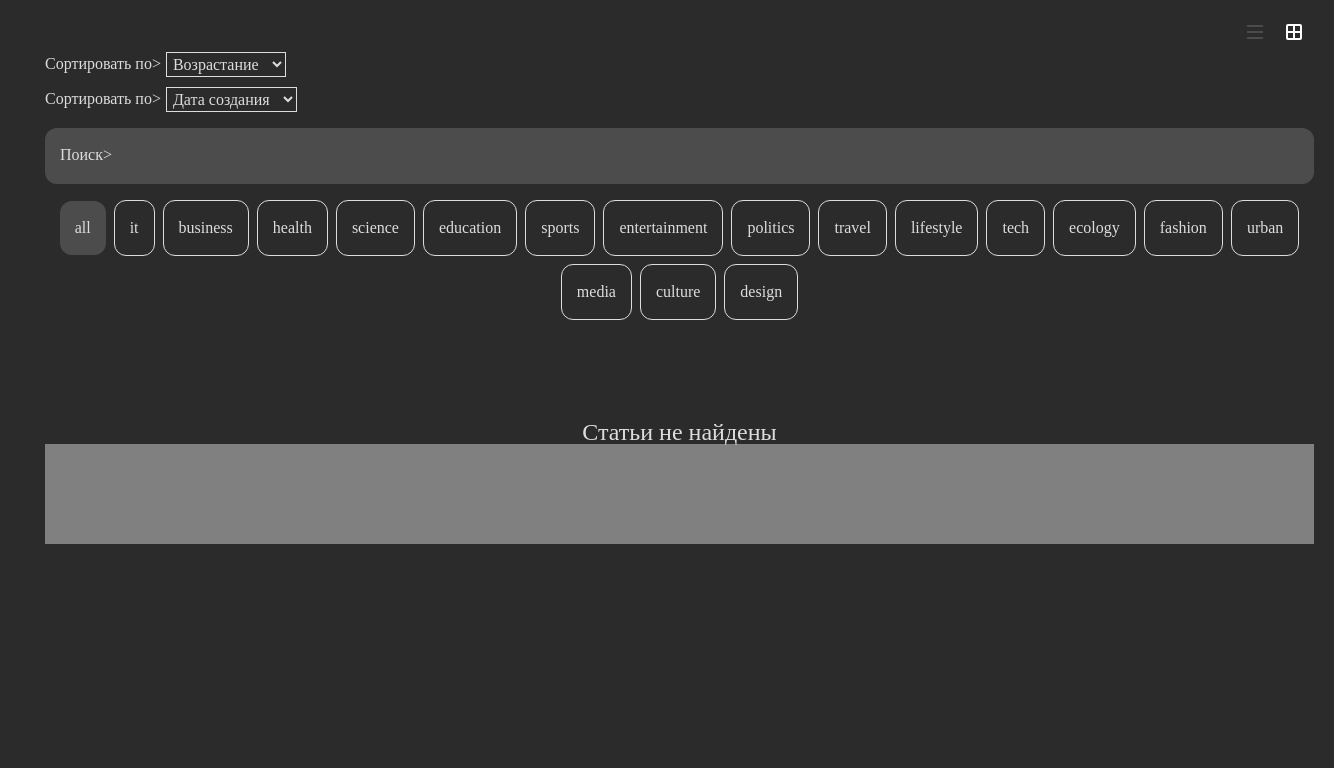 Сортировать по> Возрастание
Сортировать по> Дата создания
Поиск>
all it business health science education sports entertainment politics travel lifestyle tech ecology fashion urban
media culture design
Статьи не найдены